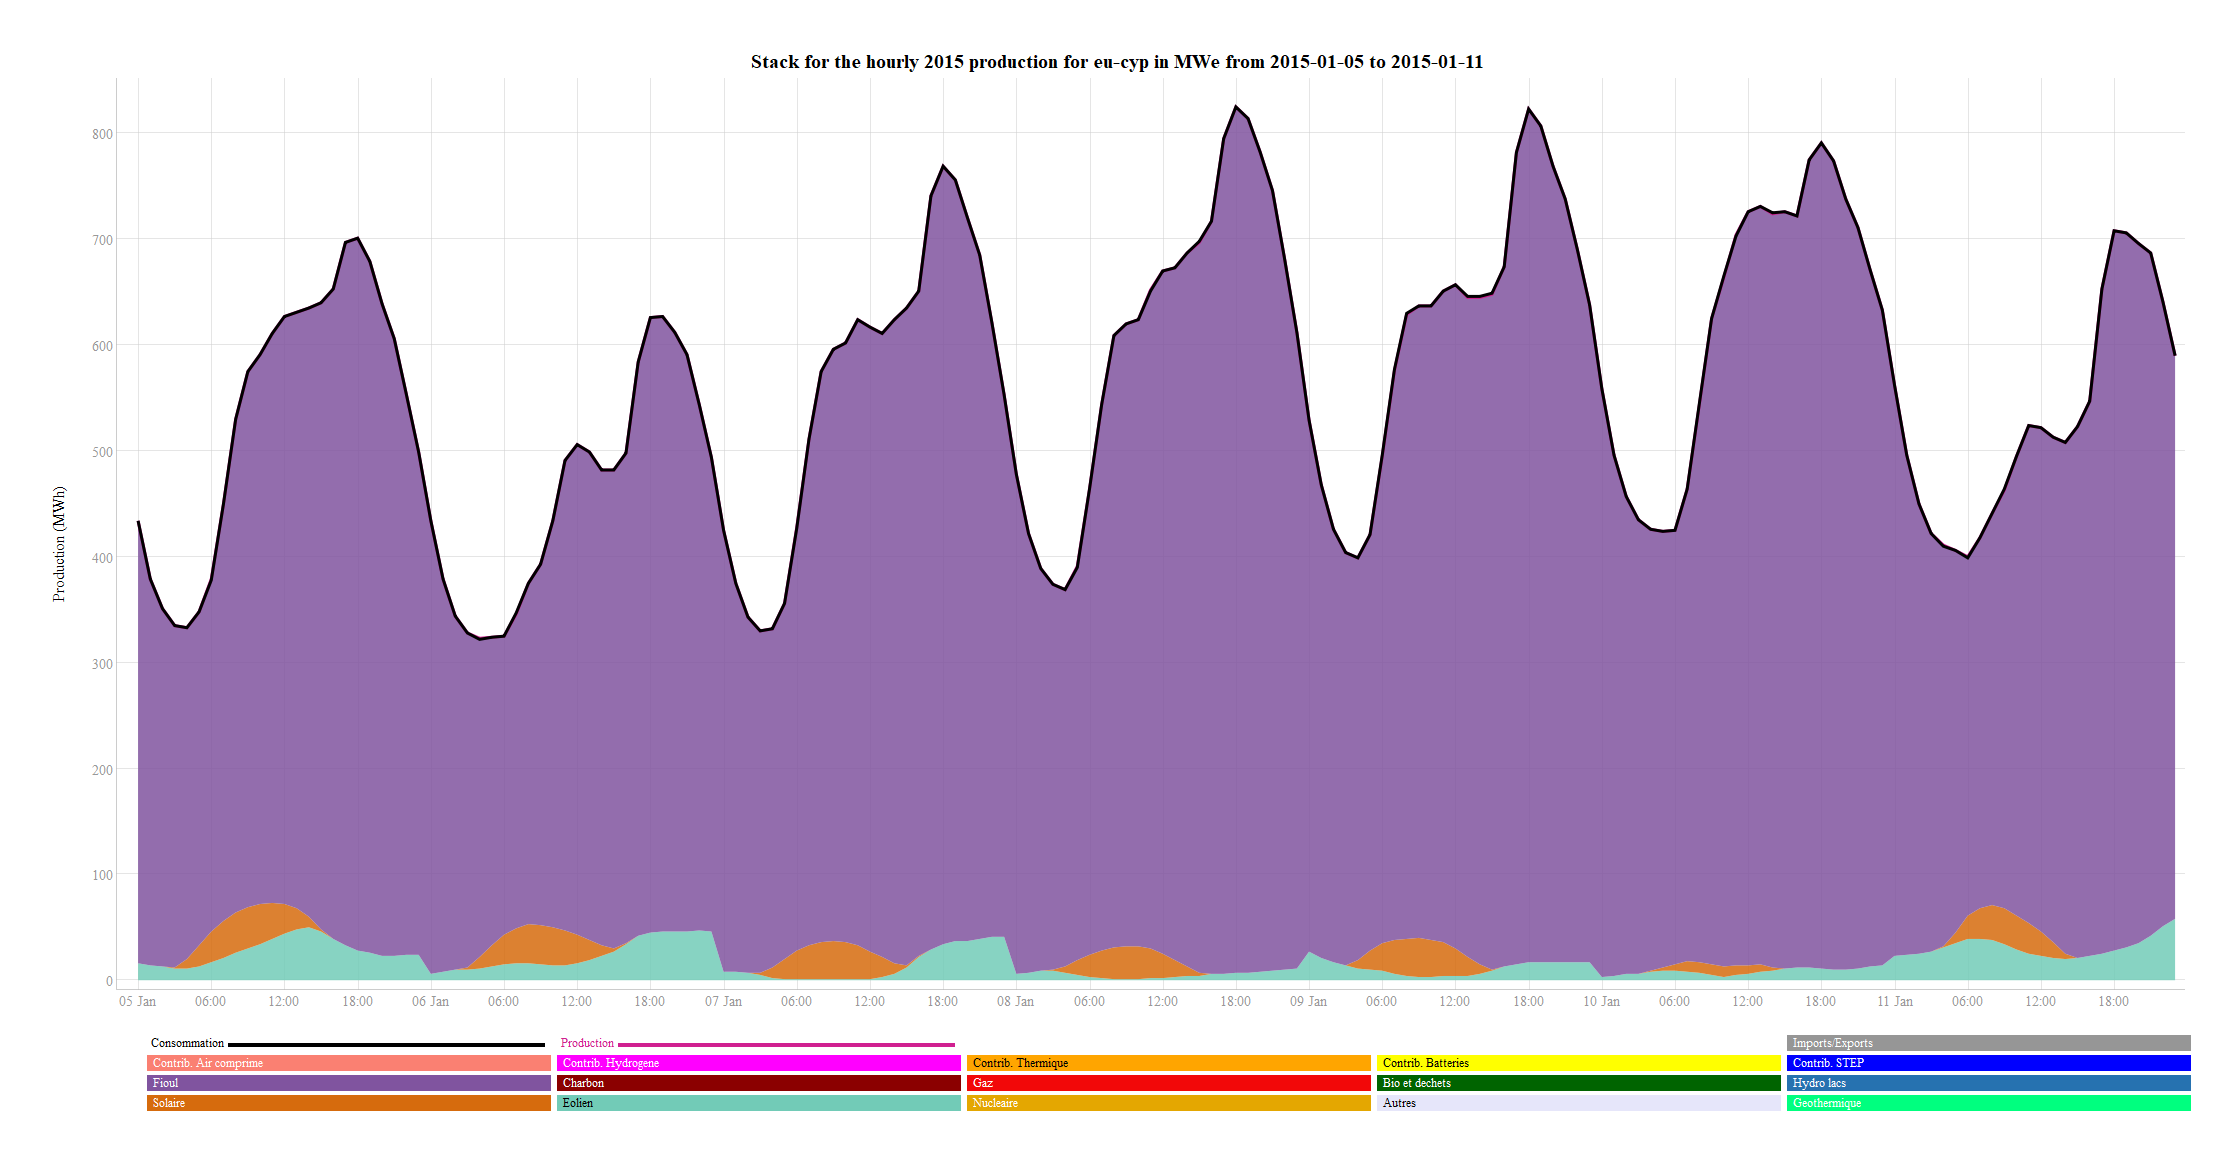 Stack for the hourly 2015 production for eu-cyp in MWe from 2015-01-05 to 2015-01-11
Production (MWh)
800
700
600
500
400
300
200
100
0
05 Jan 06:00 12:00 18:00 06 Jan 06:00 12:00 18:00 07 Jan 06:00 12:00 18:00 08 Jan 06:00 12:00 18:00 09 Jan 06:00 12:00 18:00 10 Jan 06:00 12:00 18:00 11 Jan 06:00 12:00 18:00
Consommation Production Imports/Exports
Contrib. Air comprime Contrib. Hydrogene Contrib. Thermique Contrib. Batteries Contrib. STEP
Fioul Charbon Gaz Bio et dechets Hydro lacs
Solaire Eolien Nucleaire Autres Geothermique